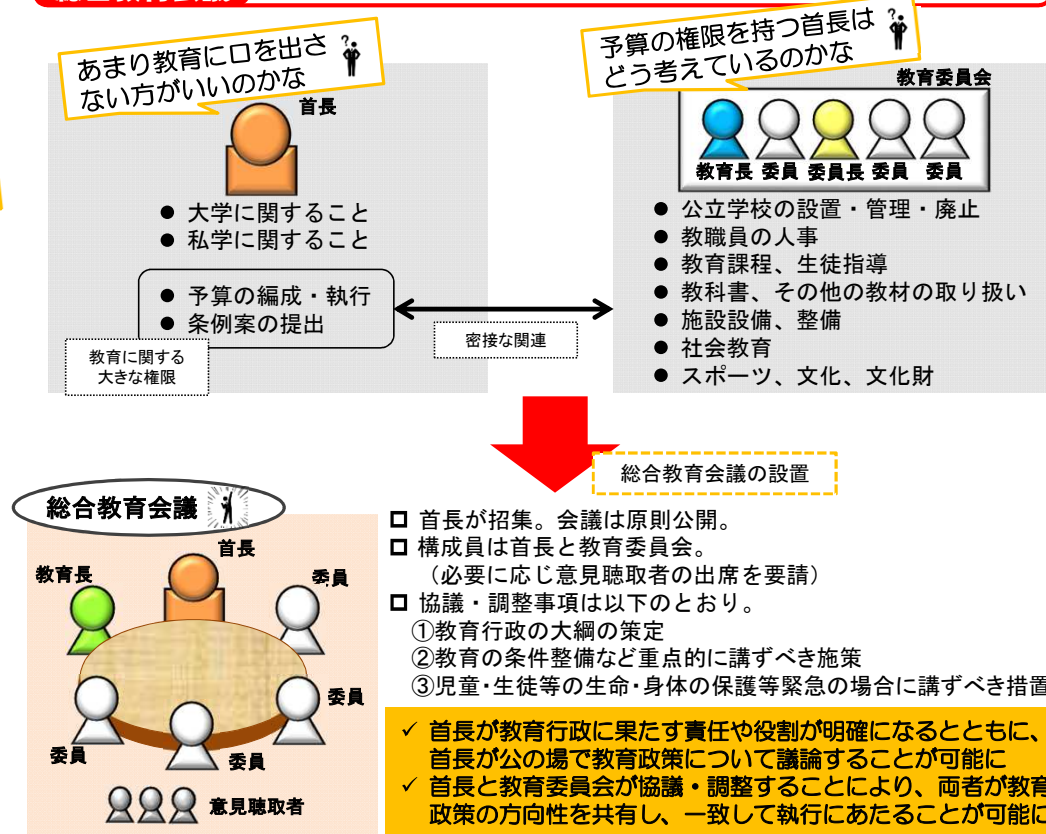 あまり教育に口を出さ
ない方がいいのかな
首長
● 大学に関すること
● 私学に関すること
● 予算の編成・執行
● 条例案の提出
教育に関する
大きな権限
密接な関連
予算の権限を持つ首長は
どう考えているのかな
教育委員会
教育長 委員 委員長 委員 委員
● 公立学校の設置・管理・廃止
● 教職員の人事
● 教育課程、生徒指導
● 教科書、その他の教材の取り扱い
● 施設設備、整備
● 社会教育
● スポーツ、文化、文化財
総合教育会議の設置
総合教育会議
首長
教育長
委員
委員
委員
委員
意見聴取者
□ 首長が招集。会議は原則公開。
□ 構成員は首長と教育委員会。
（必要に応じ意見聴取者の出席を要請）
□ 協議・調整事項は以下のとおり。
①教育行政の大綱の策定
②教育の条件整備など重点的に講ずべき施策
③児童・生徒等の生命・身体の保護等緊急の場合に講ずべき措置
✓ 首長が教育行政に果たす責任や役割が明確になるとともに、
首長が公の場で教育政策について議論することが可能に
✓ 首長と教育委員会が協議・調整することにより、両者が教育
政策の方向性を共有し、一致して執行にあたることが可能に